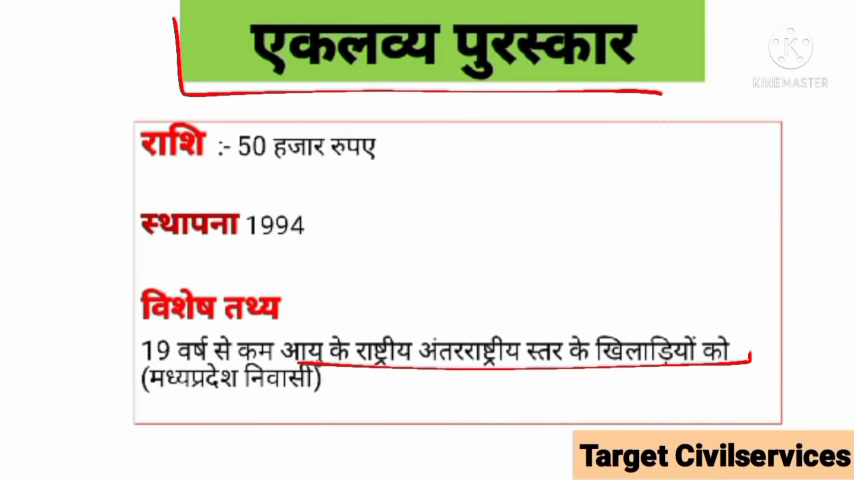 एकलव्य पुरस्कार
KINEMASTER
राशि :- 50 हजार रुपए
स्थापना 1994
विशेष तथ्य
19 वर्ष से कम आयु के राष्ट्रीय अंतरराष्ट्रीय स्तर के खिलाड़ियों को
(मध्यप्रदेश निवासी)
Target Civilservices